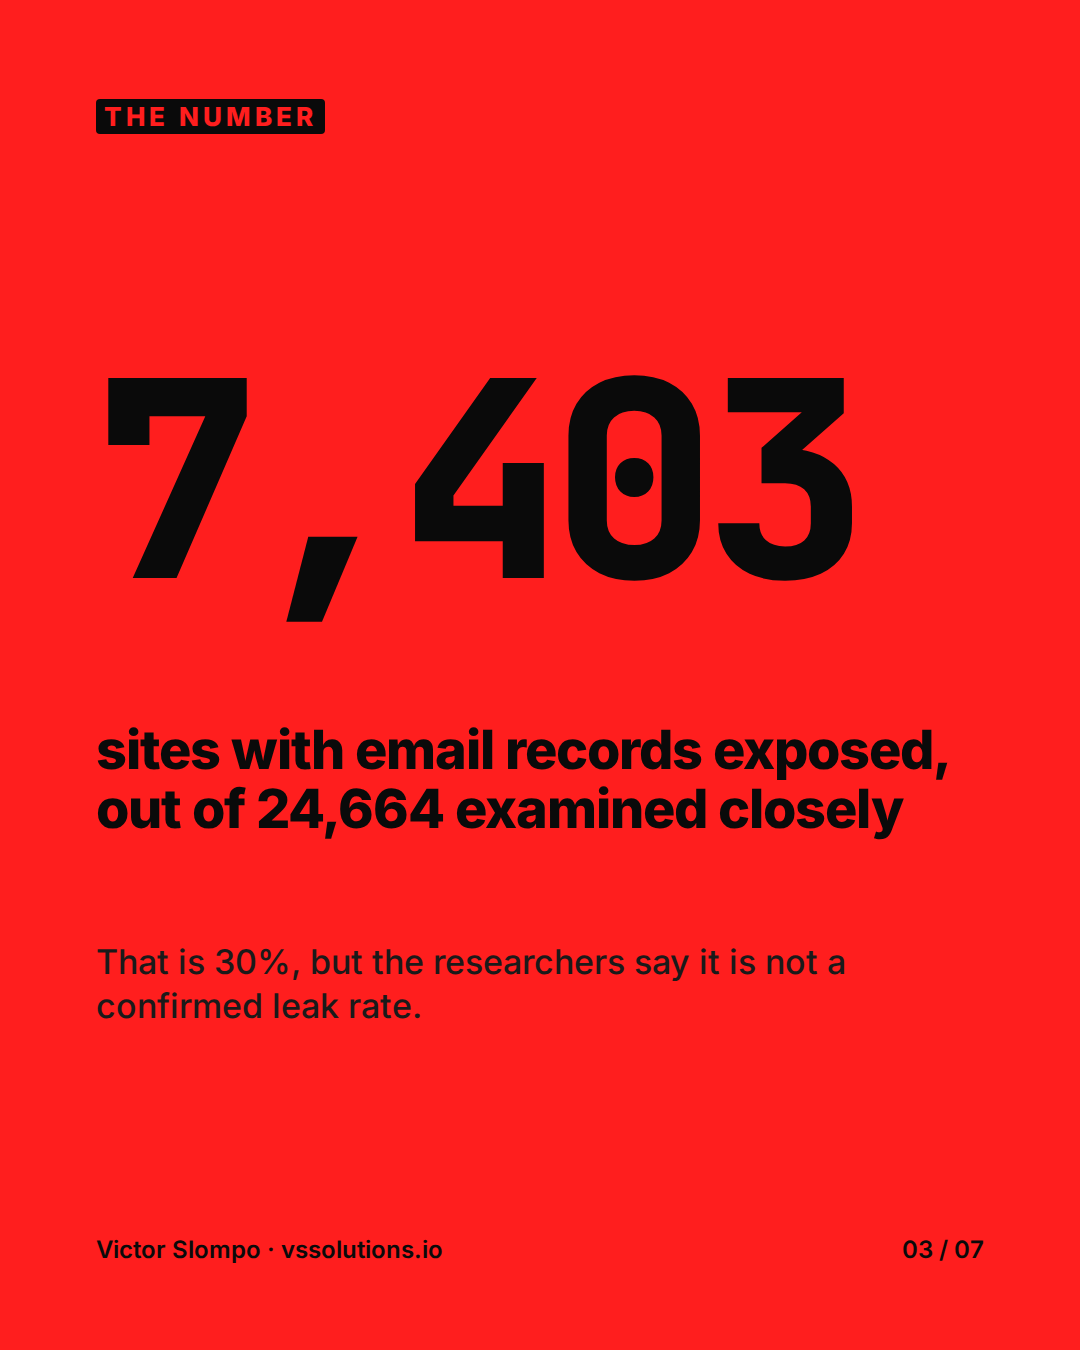 THE NUMBER
7,403
sites with email records exposed,
out of 24,664 examined closely
That is 30%, but the researchers say it is not a
confirmed leak rate.
Victor Slompo · vssolutions.io
03 / 07